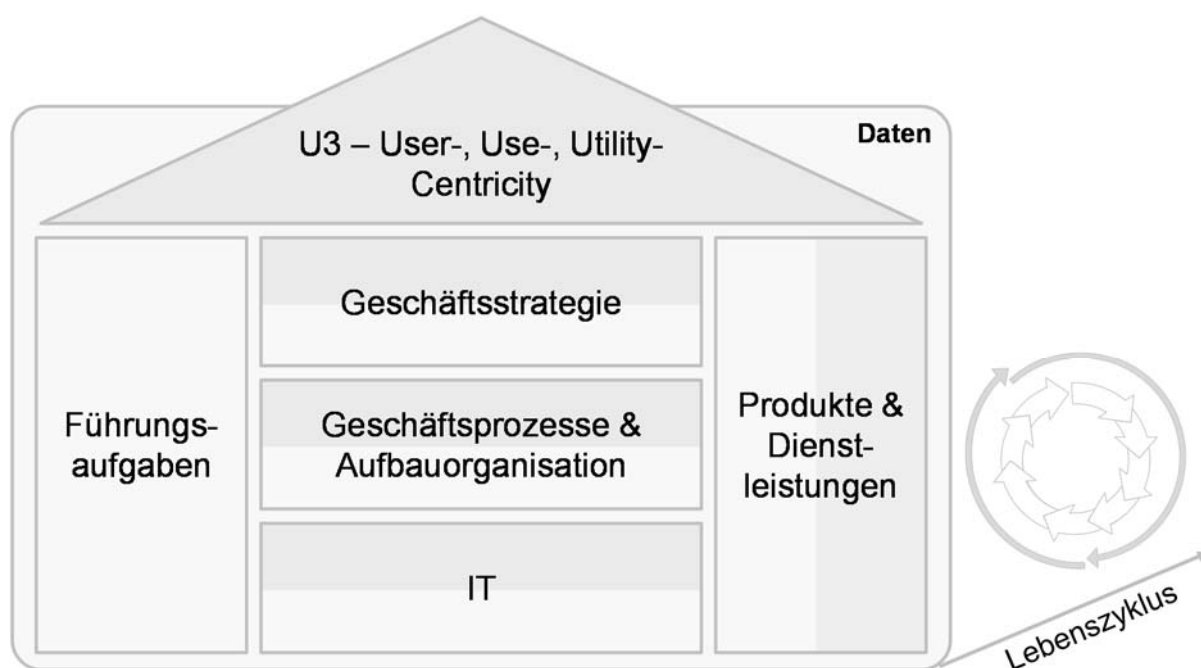 Daten
U3 – User-, Use-, Utility-
Centricity
Führungs-
aufgaben
Geschäftsstrategie
Geschäftsprozesse &
Aufbauorganisation
IT
Produkte &
Dienst-
leistungen
Lebenszyklus